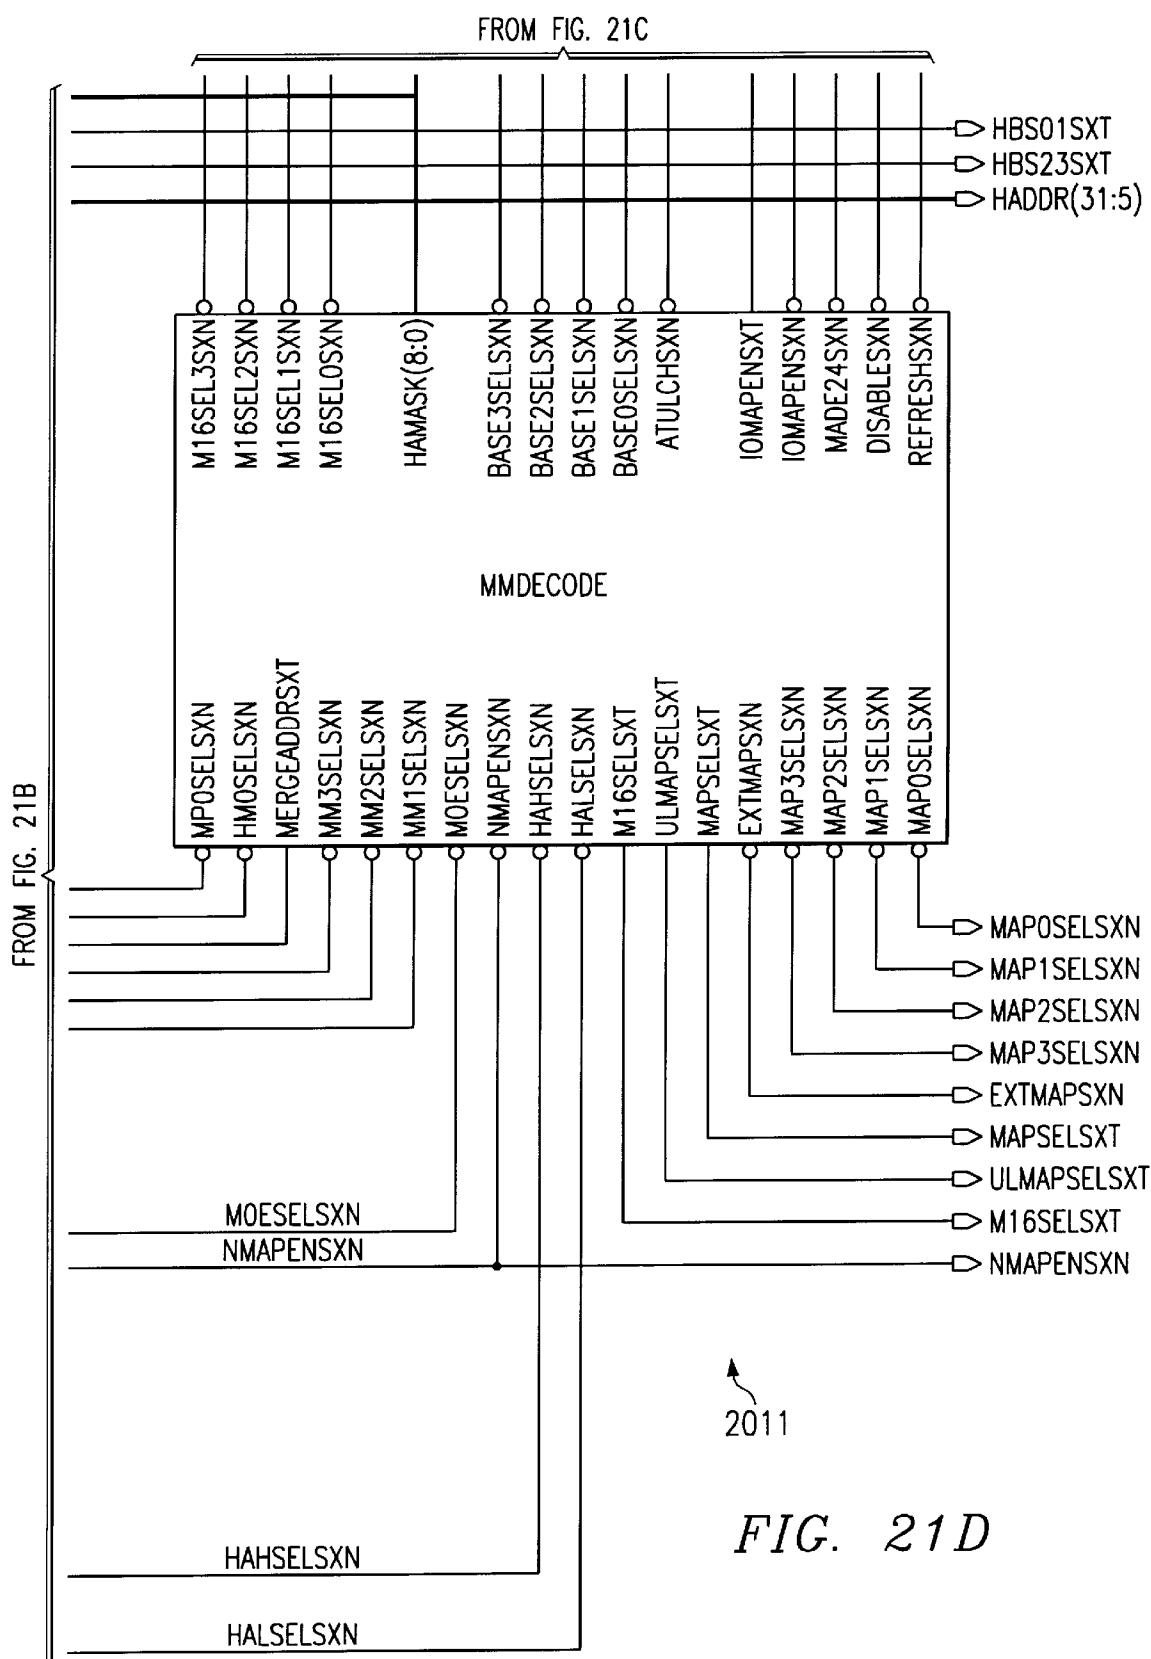 FROM FIG. 21C
HBS01SXT
HBS23SXT
HADDR(31:5)
M16SEL3SXN
M16SEL2SXN
M16SEL1SXN
M16SEL0SXN
HAMASK(8:0)
BASE3SELSXN
BASE2SELSXN
BASE1SELSXN
BASE0SELSXN
ATULCHSXN
IOMAPENSXT
IOMAPENSXN
MADE24SXN
DISABLESXN
REFRESHSXN
MMDECODE
MP0SELSXN
HM0SELSXN
MERGEADDRSXT
MM3SELSXN
MM2SELSXN
MM1SELSXN
MOESELSXN
NMAPENSXN
HAHSELSXN
HALSELSXN
M16SELSXT
ULMAPSELSXT
MAPSELSXT
EXTMAPSXN
MAP3SELSXN
MAP2SELSXN
MAP1SELSXN
MAP0SELSXN
FROM FIG. 21B
MAP0SELSXN
MAP1SELSXN
MAP2SELSXN
MAP3SELSXN
EXTMAPSXN
MAPSELSXT
ULMAPSELSXT
M16SELSXT
NMAPENSXN
MOESELSXN
NMAPENSXN
2011
HAHSELSXN
HALSELSXN
FIG. 21D